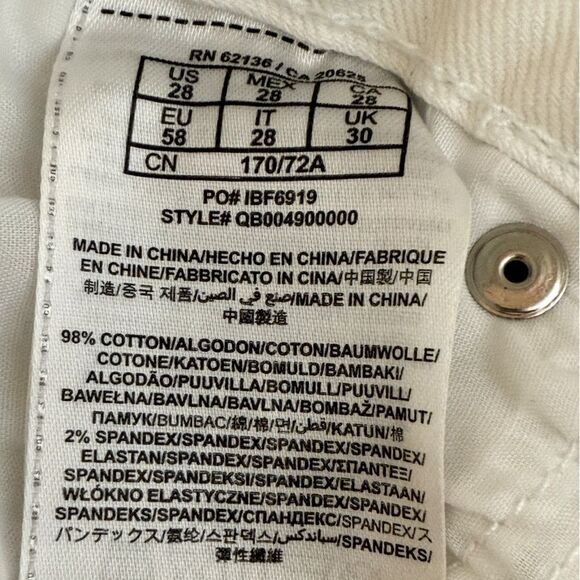 RN 62136 / CA 20625
US 28 MEX 28 CA 28
EU 58 IT 28 UK 30
CN 170/72A
PO# IBF6919
STYLE# QB004900000
MADE IN CHINA/HECHO EN CHINA/FABRIQUE
EN CHINE/FABBRICATO IN CINA/中國製/中国
制造/중국 제품/صنع في الصين/MADE IN CHINA/
中國製造
98% COTTON/ALGODON/COTON/BAUMWOLLE/
COTONE/KATOEN/BOMULD/BAMBAKI/
ALGODÃO/PUUVILLA/BOMULL/PUUVILL/
BAWEŁNA/BAVLNA/BAVLNA/BOMBAŽ/PAMUT/
ПАМУК/BUMBAC/綿/棉/면/قطن/KATUN/棉
2% SPANDEX/SPANDEX/SPANDEX/SPANDEX/
ELASTAN/SPANDEX/SPANDEX/ΣΠΑΝΤΕΞ/
SPANDEX/SPANDEKSI/SPANDEX/ELASTAAN/
WŁÓKNO ELASTYCZNE/SPANDEX/SPANDEX/
SPANDEKS/SPANDEX/СПАНДЕКС/SPANDEX/ス
パンデックス/氨纶/스판덱스/سباندكس/SPANDEKS/
彈性纖維